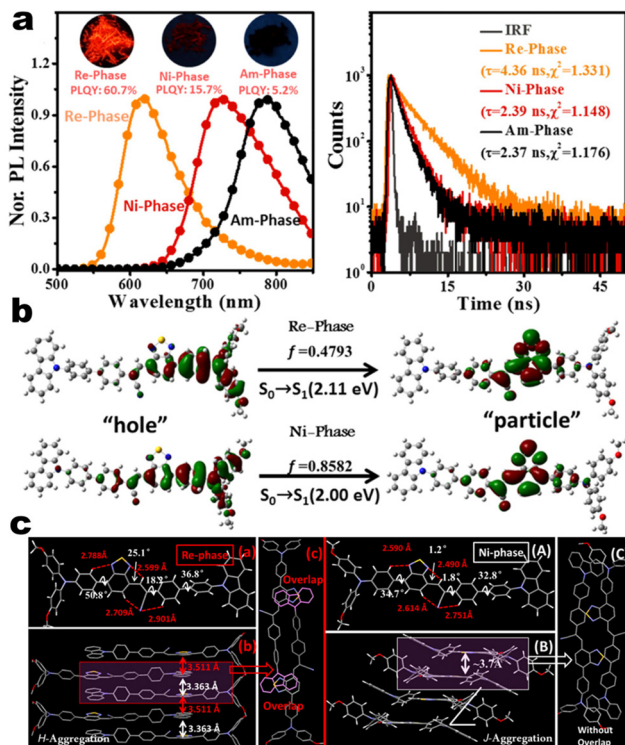 a
Re-Phase
PLQY: 60.7%
Ni-Phase
PLQY: 15.7%
Am-Phase
PLQY: 5.2%
Re-Phase
Ni-Phase
Am-Phase
Nor. PL Intensity
1.5
1.2
0.9
0.6
0.3
0.0
500 600 700 800
Wavelength (nm)
IRF
Re-Phase
(τ=4.36 ns,χ²=1.331)
Ni-Phase
(τ=2.39 ns,χ²=1.148)
Am-Phase
(τ=2.37 ns,χ²=1.176)
Counts
10³
10²
10¹
10⁰
0 15 30 45
Time (ns)
b
Re-Phase
f=0.4793
S₀→S₁(2.11 eV)
"hole"
"particle"
Ni-Phase
f=0.8582
S₀→S₁(2.00 eV)
c
(a)
Re-phase
2.788Å
25.1°
2.599 Å
50.8°
18.2°
36.8°
2.709Å
2.901Å
(b)
3.511 Å
3.363 Å
3.511 Å
3.363 Å
H-Aggregation
(c)
Overlap
Overlap
(A)
Ni-phase
2.590 Å
1.2°
2.490 Å
34.7°
1.8°
32.8°
2.614 Å
2.751Å
(B)
~3.7Å
J-Aggregation
(C)
Without
Overlap